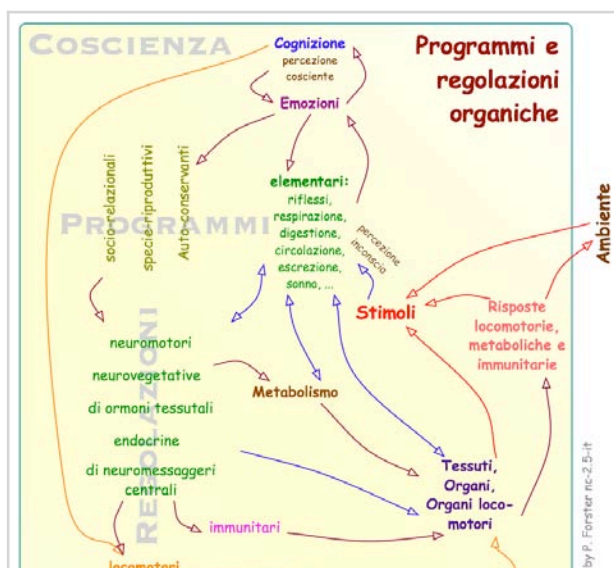 COSCIENZA
Cognizione
percezione
cosciente
Emozioni
Programmi e
regolazioni
organiche
socio-relazionali
specie-riproduttivi
Auto-conservanti
PROGRAMMI
elementari:
riflessi,
respirazione,
digestione,
circolazione,
escrezione,
sonno, ...
percezione
inconscia
Ambiente
Stimoli
Risposte
locomotorie,
metaboliche e
immunitarie
REGOLAZIONI
neuromotori
neurovegetative
di ormoni tessutali
endocrine
di neuromessaggeri
centrali
Metabolismo
Tessuti,
Organi,
Organi loco-
motori
immunitari
locomotori
by P. Forster nc-2.5-it